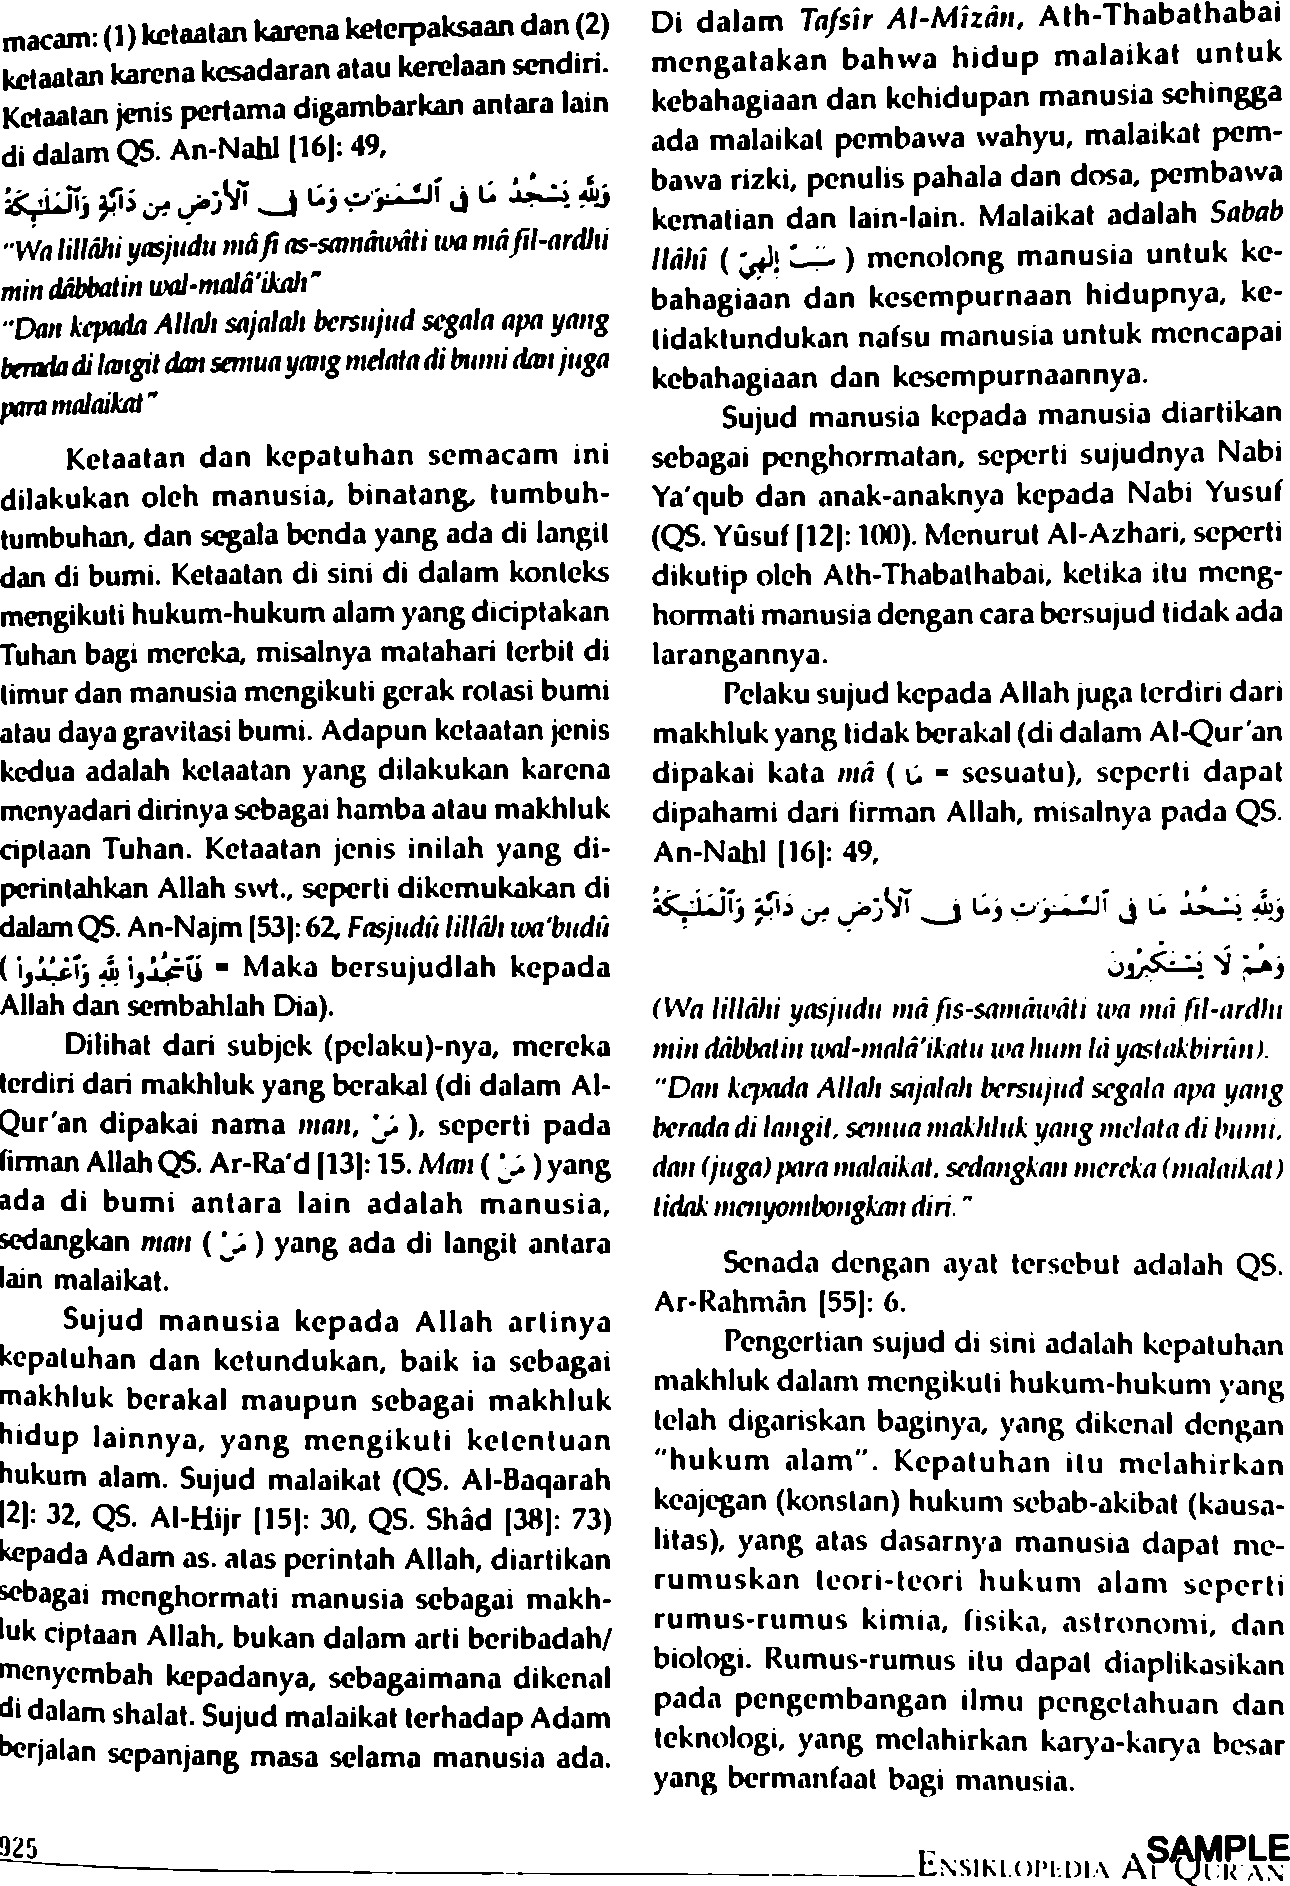 macam: (1) ketaatan karena keterpaksaan dan (2)
ketaatan karena kesadaran atau kerelaan sendiri.
Ketaatan jenis pertama digambarkan antara lain
di dalam QS. An-Nahl [16]: 49,
وَلِلَّهِ يَسْجُدُ مَا فِي ٱلسَّمَـٰوَٰتِ وَمَا فِي ٱلْأَرْضِ مِن دَآبَّةٍ وَٱلْمَلَـٰٓئِكَةُ
"Wa lillâhi yasjudu mâ fi as-samâwâti wa mâ fil-ardhi
min dâbbatin wal-malâ'ikah"
"Dan kepada Allah sajalah bersujud segala apa yang
berada di langit dan semua yang melata di bumi dan juga
para malaikat"
Ketaatan dan kepatuhan semacam ini
dilakukan oleh manusia, binatang, tumbuh-
tumbuhan, dan segala benda yang ada di langit
dan di bumi. Ketaatan di sini di dalam konteks
mengikuti hukum-hukum alam yang diciptakan
Tuhan bagi mereka, misalnya matahari terbit di
timur dan manusia mengikuti gerak rotasi bumi
atau daya gravitasi bumi. Adapun ketaatan jenis
kedua adalah ketaatan yang dilakukan karena
menyadari dirinya sebagai hamba atau makhluk
ciptaan Tuhan. Ketaatan jenis inilah yang di-
perintahkan Allah swt., seperti dikemukakan di
dalam QS. An-Najm [53]: 62, Fasjudû lillâh wa'budû
( فَٱسْجُدُوا۟ لِلَّهِ وَٱعْبُدُوا۟ = Maka bersujudlah kepada
Allah dan sembahlah Dia).
Dilihat dari subjek (pelaku)-nya, mereka
terdiri dari makhluk yang berakal (di dalam Al-
Qur'an dipakai nama man, مَنْ ), seperti pada
firman Allah QS. Ar-Ra'd [13]: 15. Man ( مَنْ ) yang
ada di bumi antara lain adalah manusia,
sedangkan man ( مَنْ ) yang ada di langit antara
lain malaikat.
Sujud manusia kepada Allah artinya
kepatuhan dan ketundukan, baik ia sebagai
makhluk berakal maupun sebagai makhluk
hidup lainnya, yang mengikuti ketentuan
hukum alam. Sujud malaikat (QS. Al-Baqarah
[2]: 32, QS. Al-Hijr [15]: 30, QS. Shâd [38]: 73)
kepada Adam as. atas perintah Allah, diartikan
sebagai menghormati manusia sebagai makh-
luk ciptaan Allah, bukan dalam arti beribadah/
menyembah kepadanya, sebagaimana dikenal
di dalam shalat. Sujud malaikat terhadap Adam
berjalan sepanjang masa selama manusia ada.
Di dalam Tafsîr Al-Mîzân, Ath-Thabathabai
mengatakan bahwa hidup malaikat untuk
kebahagiaan dan kehidupan manusia sehingga
ada malaikat pembawa wahyu, malaikat pem-
bawa rizki, penulis pahala dan dosa, pembawa
kematian dan lain-lain. Malaikat adalah Sabab
Ilâhî ( سَبَبٌ إِلٰهِيٌّ ) menolong manusia untuk ke-
bahagiaan dan kesempurnaan hidupnya, ke-
tidaktundukan nafsu manusia untuk mencapai
kebahagiaan dan kesempurnaannya.
Sujud manusia kepada manusia diartikan
sebagai penghormatan, seperti sujudnya Nabi
Ya'qub dan anak-anaknya kepada Nabi Yusuf
(QS. Yûsuf [12]: 100). Menurut Al-Azhari, seperti
dikutip oleh Ath-Thabathabai, ketika itu meng-
hormati manusia dengan cara bersujud tidak ada
larangannya.
Pelaku sujud kepada Allah juga terdiri dari
makhluk yang tidak berakal (di dalam Al-Qur'an
dipakai kata mâ ( مَا = sesuatu), seperti dapat
dipahami dari firman Allah, misalnya pada QS.
An-Nahl [16]: 49,
وَلِلَّهِ يَسْجُدُ مَا فِي ٱلسَّمَـٰوَٰتِ وَمَا فِي ٱلْأَرْضِ مِن دَآبَّةٍ وَٱلْمَلَـٰٓئِكَةُ
وَهُمْ لَا يَسْتَكْبِرُونَ
(Wa lillâhi yasjudu mâ fis-samâwâti wa mâ fil-ardhi
min dâbbatin wal-malâ'ikatu wa hum lâ yastakbirûn).
"Dan kepada Allah sajalah bersujud segala apa yang
berada di langit, semua makhluk yang melata di bumi,
dan (juga) para malaikat, sedangkan mereka (malaikat)
tidak menyombongkan diri."
Senada dengan ayat tersebut adalah QS.
Ar-Rahmân [55]: 6.
Pengertian sujud di sini adalah kepatuhan
makhluk dalam mengikuti hukum-hukum yang
telah digariskan baginya, yang dikenal dengan
"hukum alam". Kepatuhan itu melahirkan
keajegan (konstan) hukum sebab-akibat (kausa-
litas), yang atas dasarnya manusia dapat me-
rumuskan teori-teori hukum alam seperti
rumus-rumus kimia, fisika, astronomi, dan
biologi. Rumus-rumus itu dapat diaplikasikan
pada pengembangan ilmu pengetahuan dan
teknologi, yang melahirkan karya-karya besar
yang bermanfaat bagi manusia.
925
ENSIKLOPEDIA AL-QUR'AN
SAMPLE